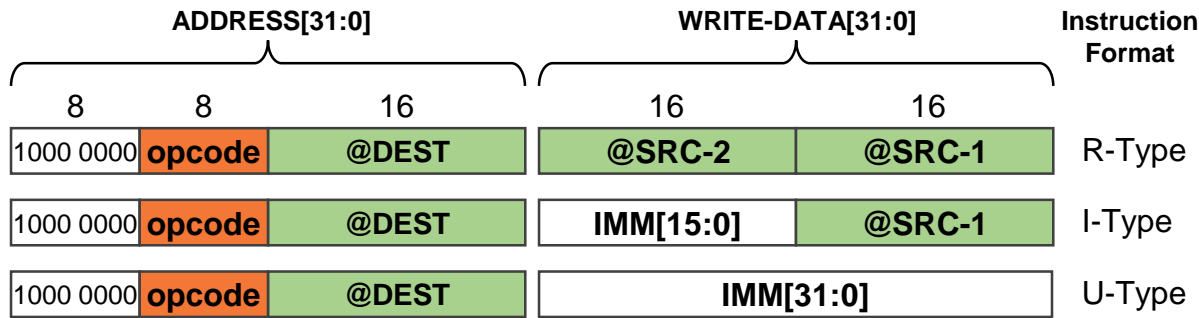 ADDRESS[31:0] WRITE-DATA[31:0] Instruction
Format
8 8 16 16 16
1000 0000 opcode @DEST @SRC-2 @SRC-1 R-Type
1000 0000 opcode @DEST IMM[15:0] @SRC-1 I-Type
1000 0000 opcode @DEST IMM[31:0] U-Type